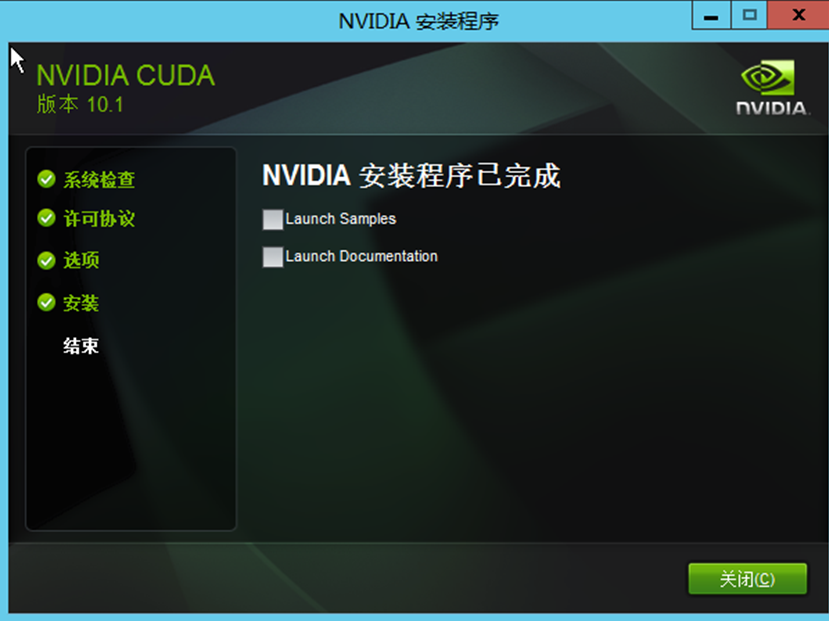 NVIDIA 安装程序
NVIDIA CUDA
版本 10.1
NVIDIA.
系统检查
许可协议
选项
安装
结束
NVIDIA 安装程序已完成
Launch Samples
Launch Documentation
关闭(C)